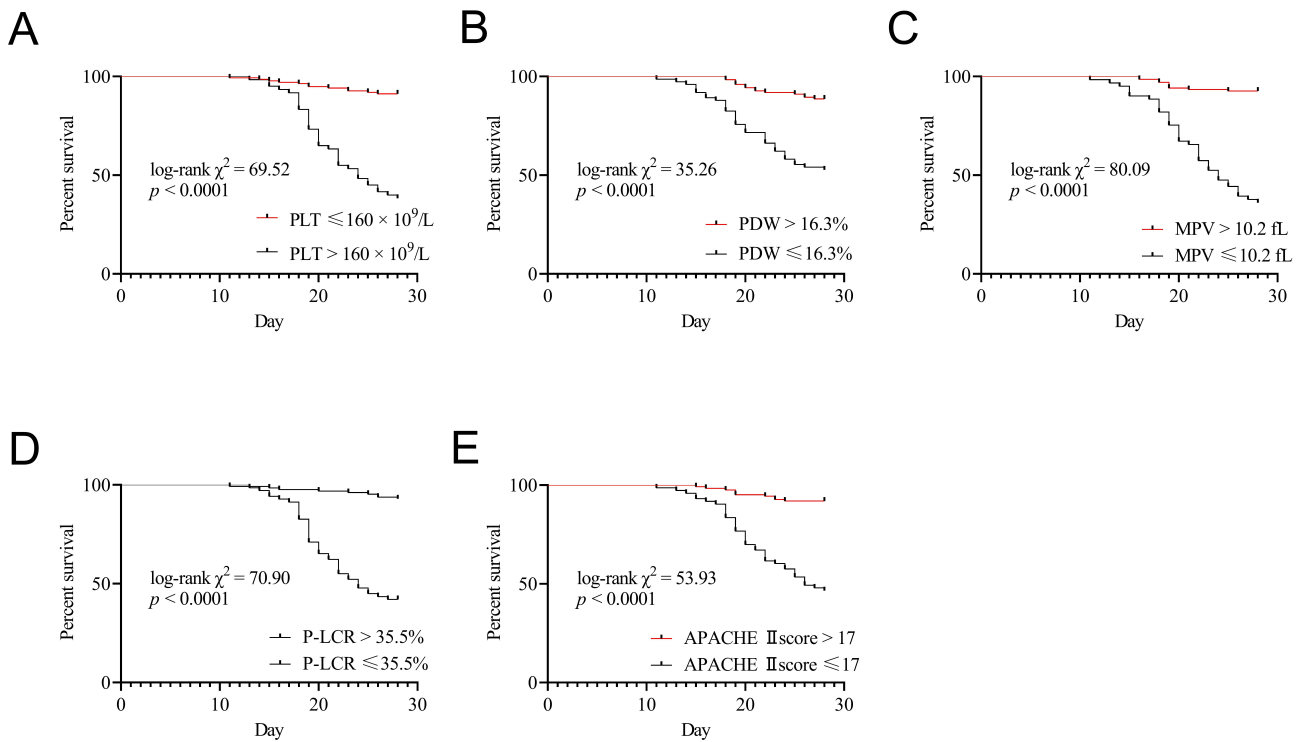 A
Percent survival
100
50
0
log-rank χ² = 69.52
p < 0.0001
PLT ≤160 × 10⁹/L
PLT > 160 × 10⁹/L
0 10 20 30
Day
B
Percent survival
100
50
0
log-rank χ² = 35.26
p < 0.0001
PDW > 16.3%
PDW ≤16.3%
0 10 20 30
Day
C
Percent survival
100
50
0
log-rank χ² = 80.09
p < 0.0001
MPV > 10.2 fL
MPV ≤10.2 fL
0 10 20 30
Day
D
Percent survival
100
50
0
log-rank χ² = 70.90
p < 0.0001
P-LCR > 35.5%
P-LCR ≤35.5%
0 10 20 30
Day
E
Percent survival
100
50
0
log-rank χ² = 53.93
p < 0.0001
APACHE Ⅱscore > 17
APACHE Ⅱscore ≤17
0 10 20 30
Day